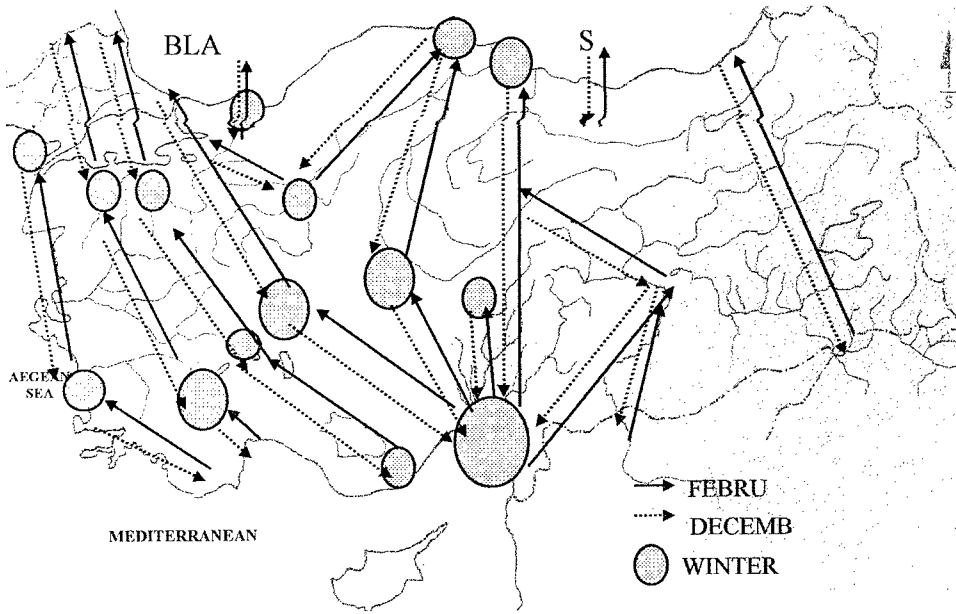 BLA
S
S
AEGEAN
SEA
MEDITERRANEAN
FEBRU
DECEMB
WINTER